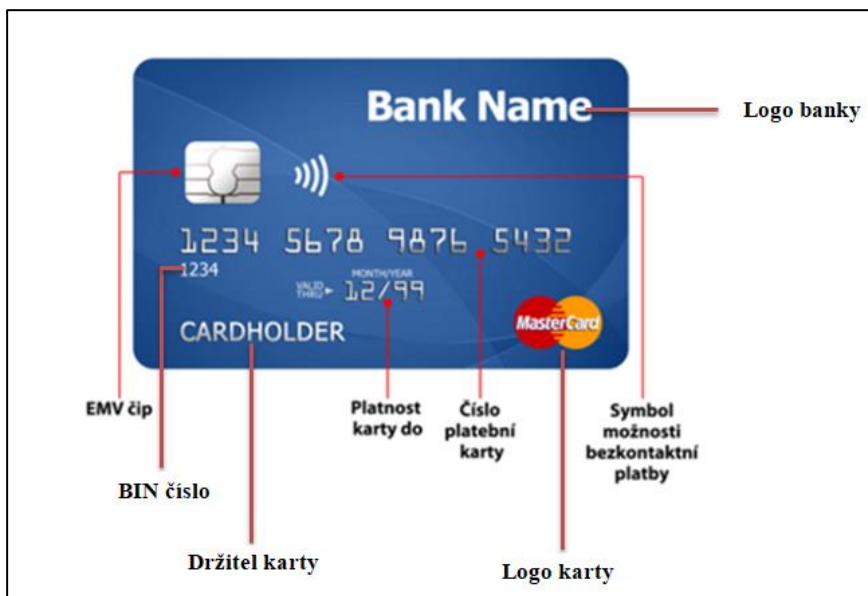 Bank Name
Logo banky
1234 5678 9876 5432
1234
MONTH/YEAR
VALID
THRU
12/99
CARDHOLDER
MasterCard
EMV čip
Platnost
karty do
Číslo
platební
karty
Symbol
možnosti
bezkontaktní
platby
BIN číslo
Držitel karty
Logo karty